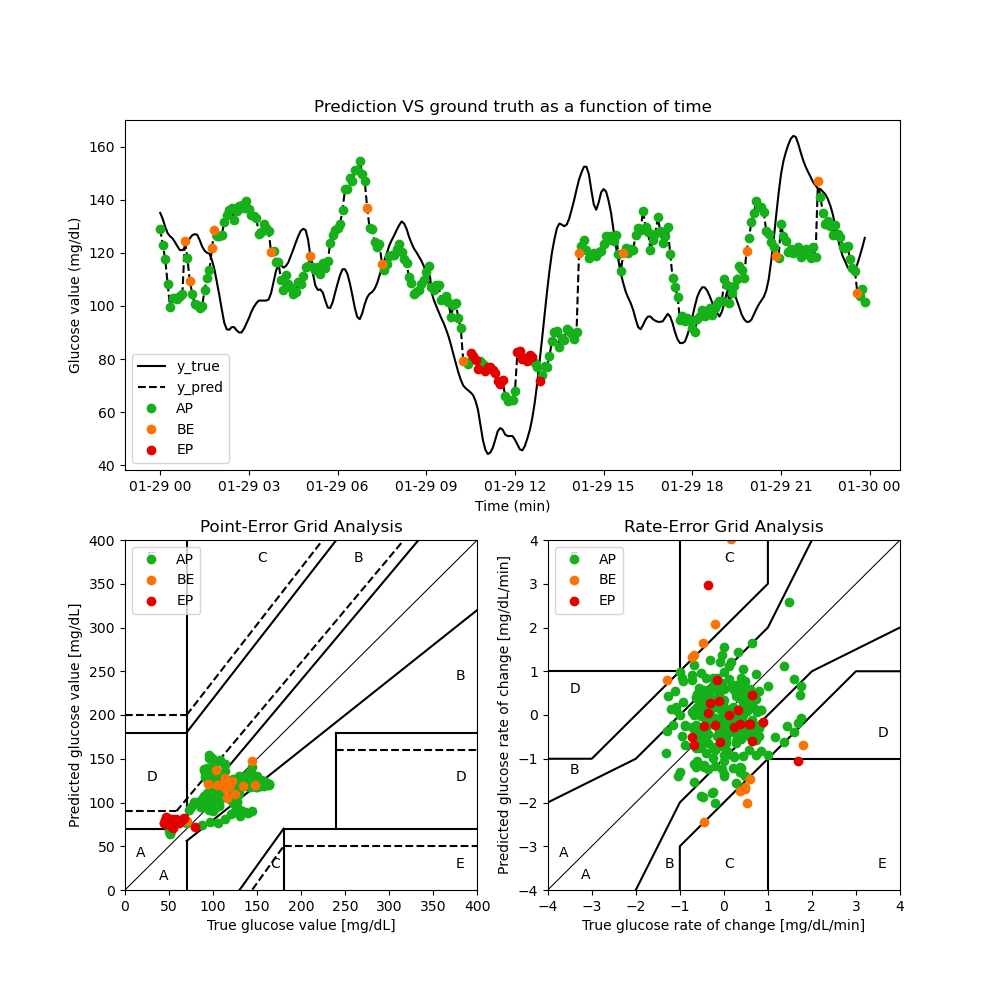 Prediction VS ground truth as a function of time
Glucose value (mg/dL)
160
140
120
100
80
60
40
y_true
y_pred
AP
BE
EP
01-29 00 01-29 03 01-29 06 01-29 09 01-29 12 01-29 15 01-29 18 01-29 21 01-30 00
Time (min)
Point-Error Grid Analysis
Predicted glucose value [mg/dL]
400
350
300
250
200
150
100
50
0
AP
BE
EP
C
B
B
D
D
A
A
C
E
0 50 100 150 200 250 300 350 400
True glucose value [mg/dL]
Rate-Error Grid Analysis
Predicted glucose rate of change [mg/dL/min]
4
3
2
1
0
−1
−2
−3
−4
AP
BE
EP
C
D
D
B
A
A
B
C
E
−4 −3 −2 −1 0 1 2 3 4
True glucose rate of change [mg/dL/min]